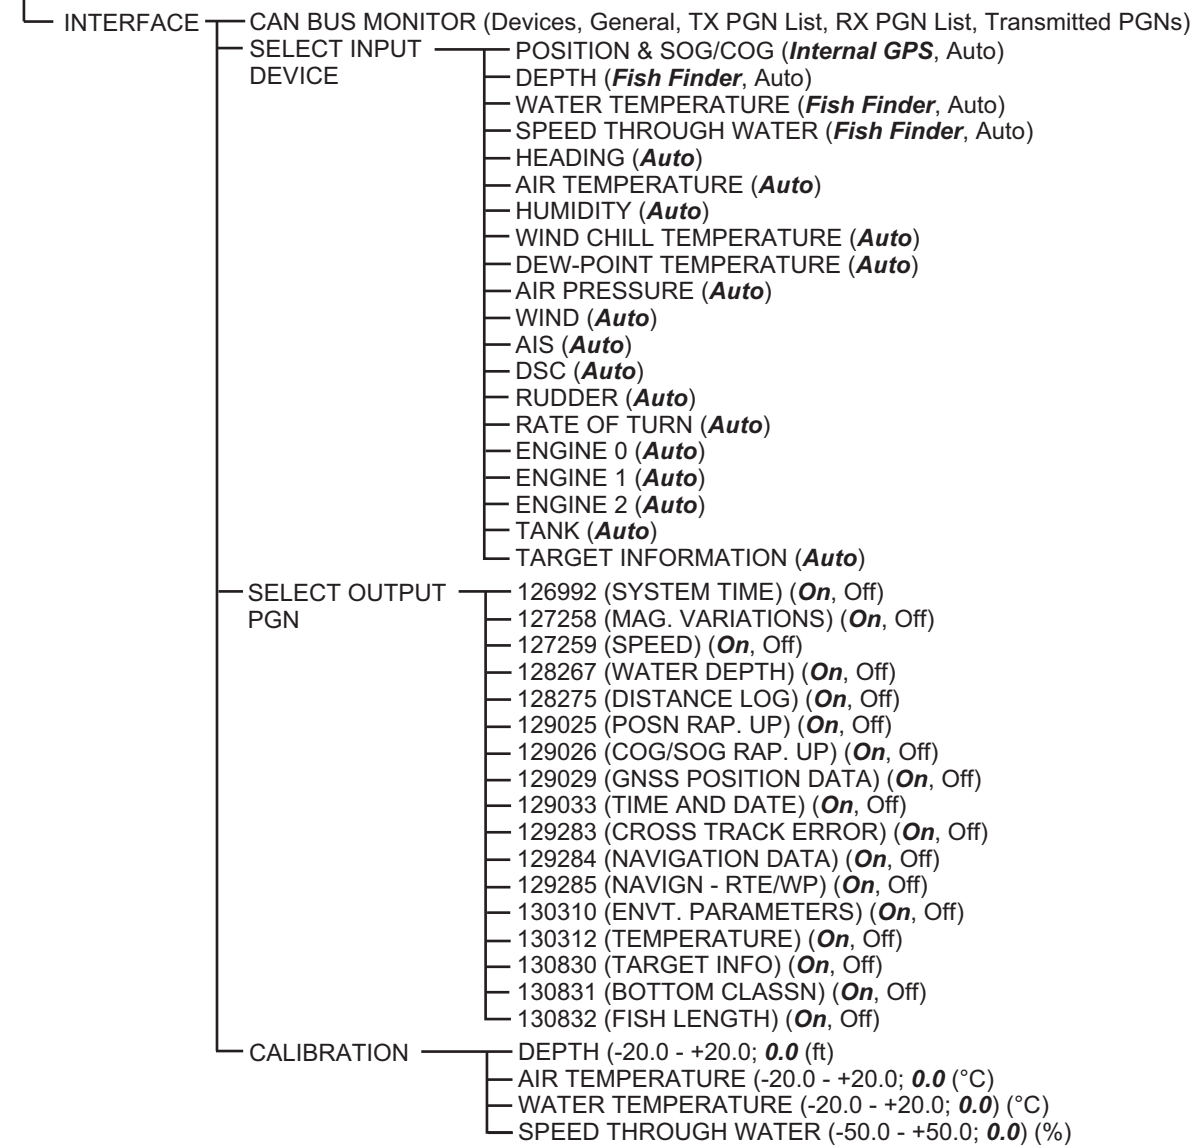 INTERFACE
CAN BUS MONITOR (Devices, General, TX PGN List, RX PGN List, Transmitted PGNs)
SELECT INPUT
DEVICE
POSITION & SOG/COG (Internal GPS, Auto)
DEPTH (Fish Finder, Auto)
WATER TEMPERATURE (Fish Finder, Auto)
SPEED THROUGH WATER (Fish Finder, Auto)
HEADING (Auto)
AIR TEMPERATURE (Auto)
HUMIDITY (Auto)
WIND CHILL TEMPERATURE (Auto)
DEW-POINT TEMPERATURE (Auto)
AIR PRESSURE (Auto)
WIND (Auto)
AIS (Auto)
DSC (Auto)
RUDDER (Auto)
RATE OF TURN (Auto)
ENGINE 0 (Auto)
ENGINE 1 (Auto)
ENGINE 2 (Auto)
TANK (Auto)
TARGET INFORMATION (Auto)
SELECT OUTPUT
PGN
126992 (SYSTEM TIME) (On, Off)
127258 (MAG. VARIATIONS) (On, Off)
127259 (SPEED) (On, Off)
128267 (WATER DEPTH) (On, Off)
128275 (DISTANCE LOG) (On, Off)
129025 (POSN RAP. UP) (On, Off)
129026 (COG/SOG RAP. UP) (On, Off)
129029 (GNSS POSITION DATA) (On, Off)
129033 (TIME AND DATE) (On, Off)
129283 (CROSS TRACK ERROR) (On, Off)
129284 (NAVIGATION DATA) (On, Off)
129285 (NAVIGN - RTE/WP) (On, Off)
130310 (ENVT. PARAMETERS) (On, Off)
130312 (TEMPERATURE) (On, Off)
130830 (TARGET INFO) (On, Off)
130831 (BOTTOM CLASSN) (On, Off)
130832 (FISH LENGTH) (On, Off)
CALIBRATION
DEPTH (-20.0 - +20.0; 0.0 (ft)
AIR TEMPERATURE (-20.0 - +20.0; 0.0 (°C)
WATER TEMPERATURE (-20.0 - +20.0; 0.0) (°C)
SPEED THROUGH WATER (-50.0 - +50.0; 0.0) (%)